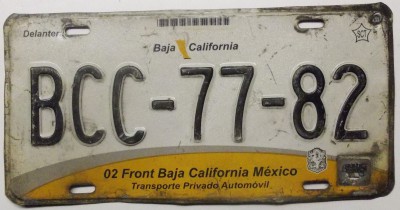 Delanter
Baja California
BCC-77-82
02 Front Baja California México
Transporte Privado Automóvil